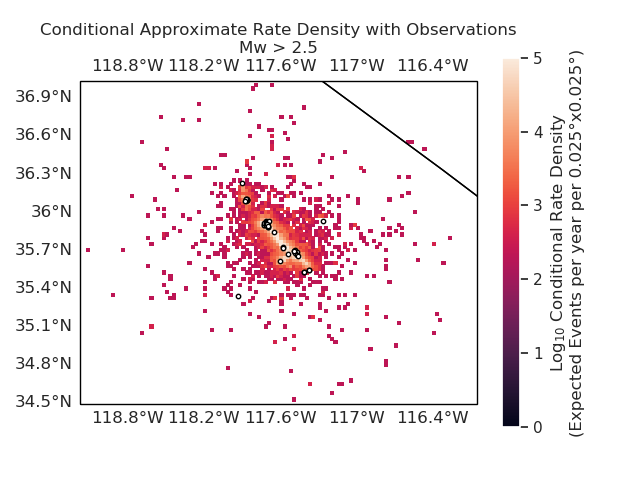 Conditional Approximate Rate Density with Observations
Mw > 2.5
118.8°W 118.2°W 117.6°W 117°W 116.4°W
36.9°N
36.6°N
36.3°N
36°N
35.7°N
35.4°N
35.1°N
34.8°N
34.5°N
118.8°W 118.2°W 117.6°W 117°W 116.4°W
5
4
3
2
1
0
Log₁₀ Conditional Rate Density
(Expected Events per year per 0.025°x0.025°)